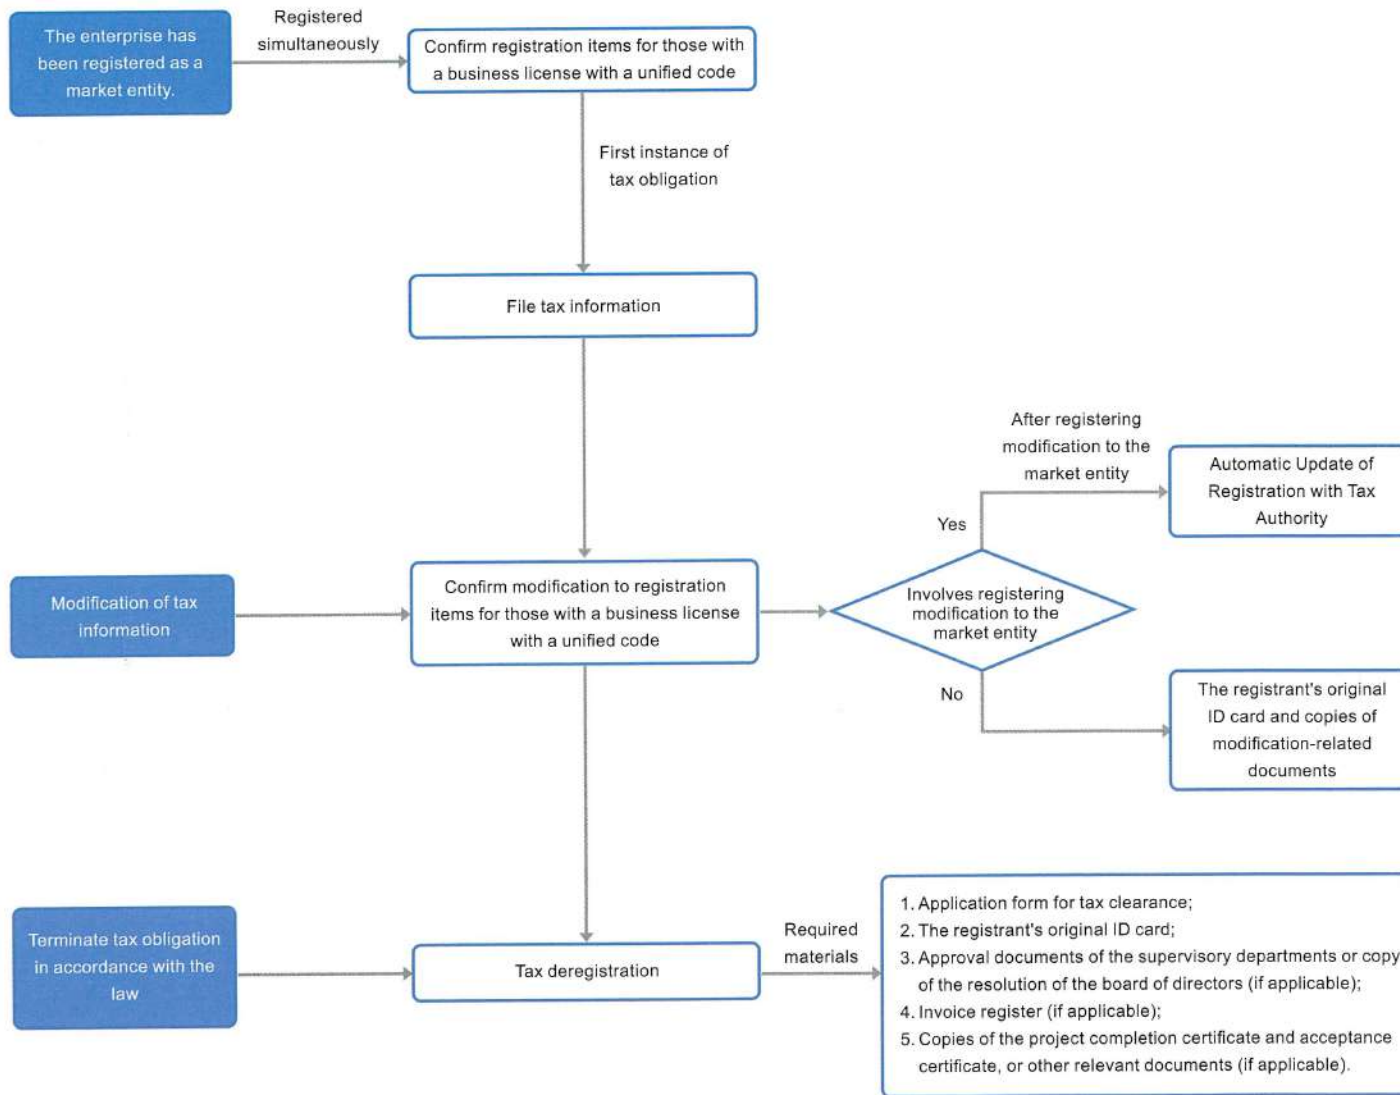 The enterprise has
been registered as a
market entity.
Registered
simultaneously
Confirm registration items for those with
a business license with a unified code
First instance of
tax obligation
File tax information
After registering
modification to the
market entity
Automatic Update of
Registration with Tax
Authority
Yes
Modification of tax
information
Confirm modification to registration
items for those with a business license
with a unified code
Involves registering
modification to the
market entity
No
The registrant's original
ID card and copies of
modification-related
documents
Terminate tax obligation
in accordance with the
law
Tax deregistration
Required
materials
1. Application form for tax clearance;
2. The registrant's original ID card;
3. Approval documents of the supervisory departments or copy
of the resolution of the board of directors (if applicable);
4. Invoice register (if applicable);
5. Copies of the project completion certificate and acceptance
certificate, or other relevant documents (if applicable).